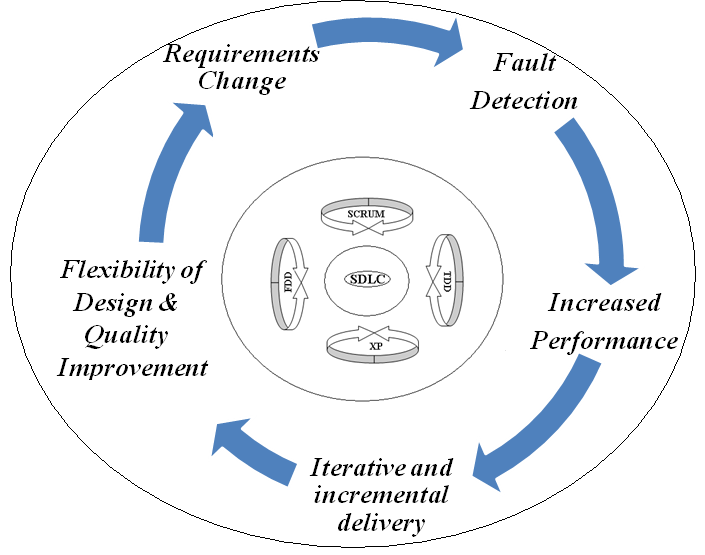 Requirements
Change
Fault
Detection
Increased
Performance
Iterative and
incremental
delivery
Flexibility of
Design &
Quality
Improvement
SCRUM
TDD
XP
FDD
SDLC